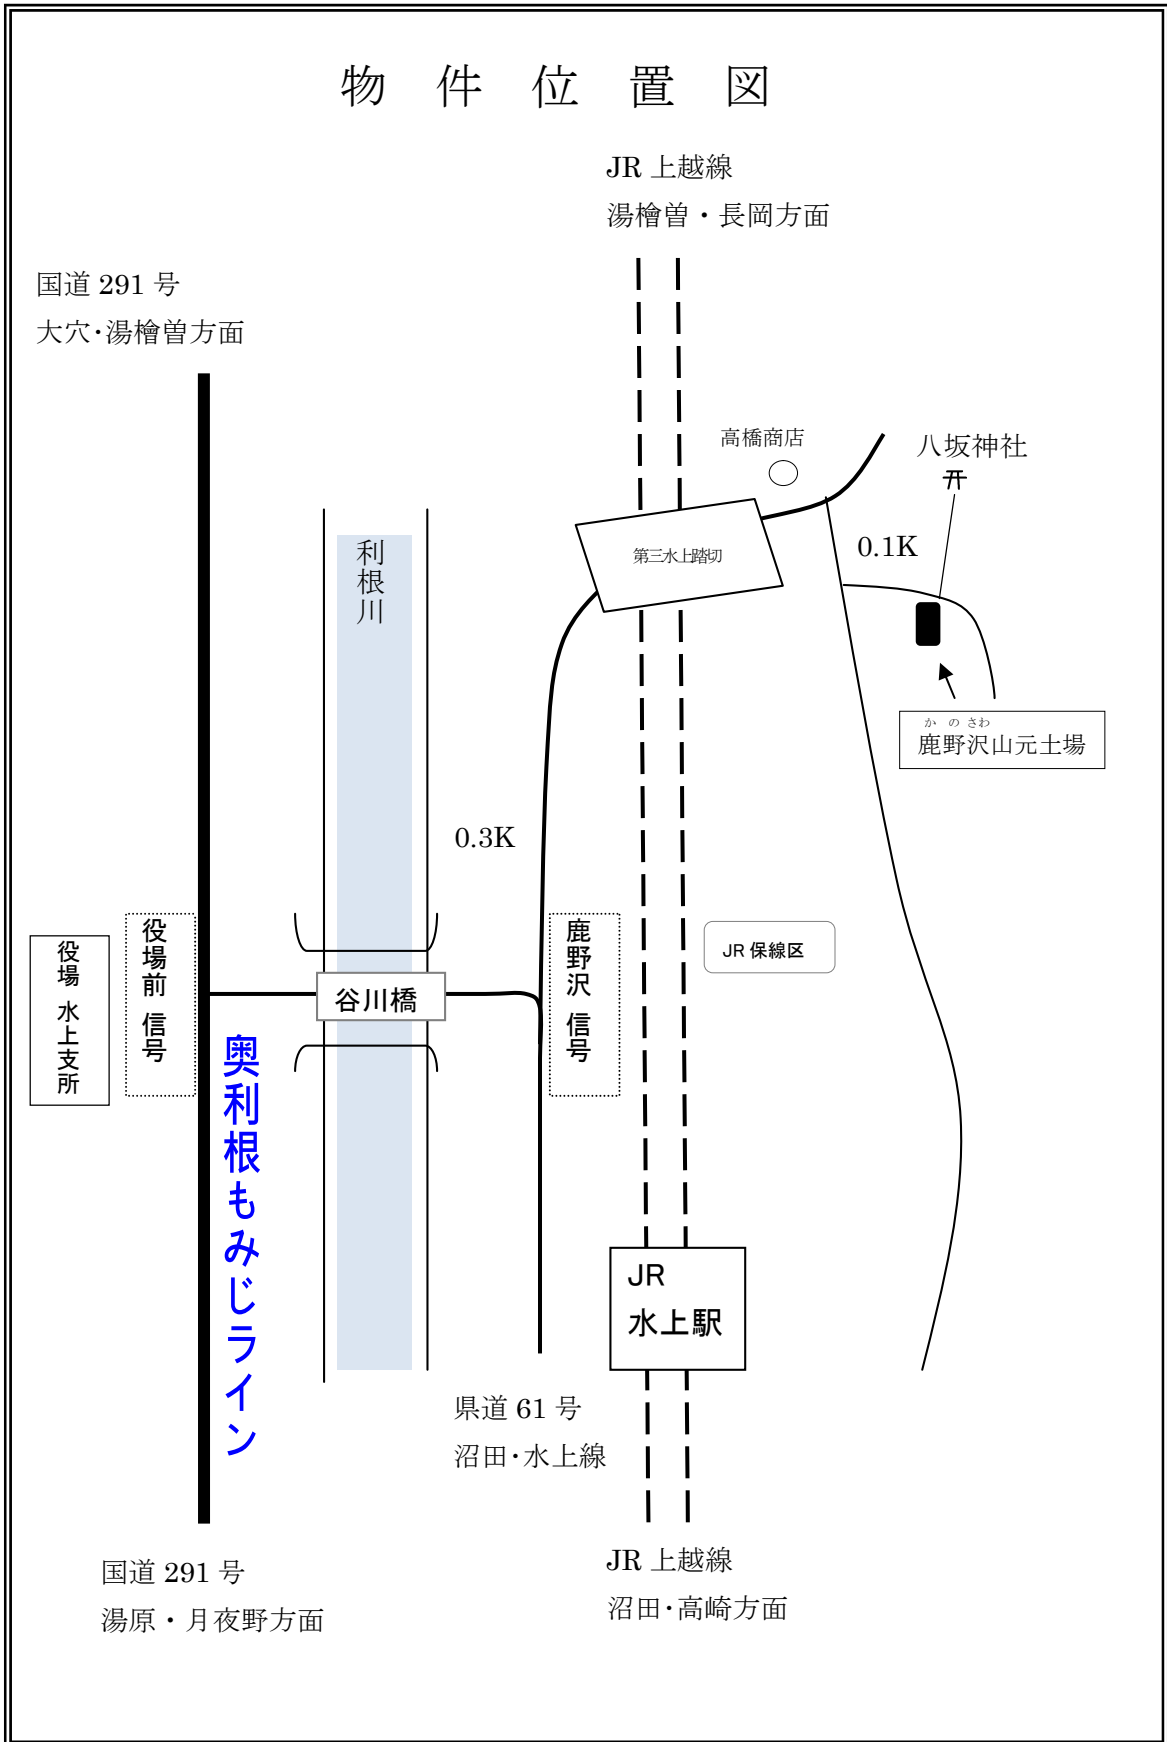 物件位置図
JR 上越線
湯檜曽・長岡方面
国道 291 号
大穴･湯檜曽方面
高橋商店
八坂神社
第三水上踏切
0.1K
利根川
かのさわ
鹿野沢山元土場
0.3K
役場 水上支所
役場前 信号
谷川橋
鹿野沢 信号
JR 保線区
奥利根もみじライン
JR
水上駅
県道 61 号
沼田･水上線
国道 291 号
湯原・月夜野方面
JR 上越線
沼田･高崎方面